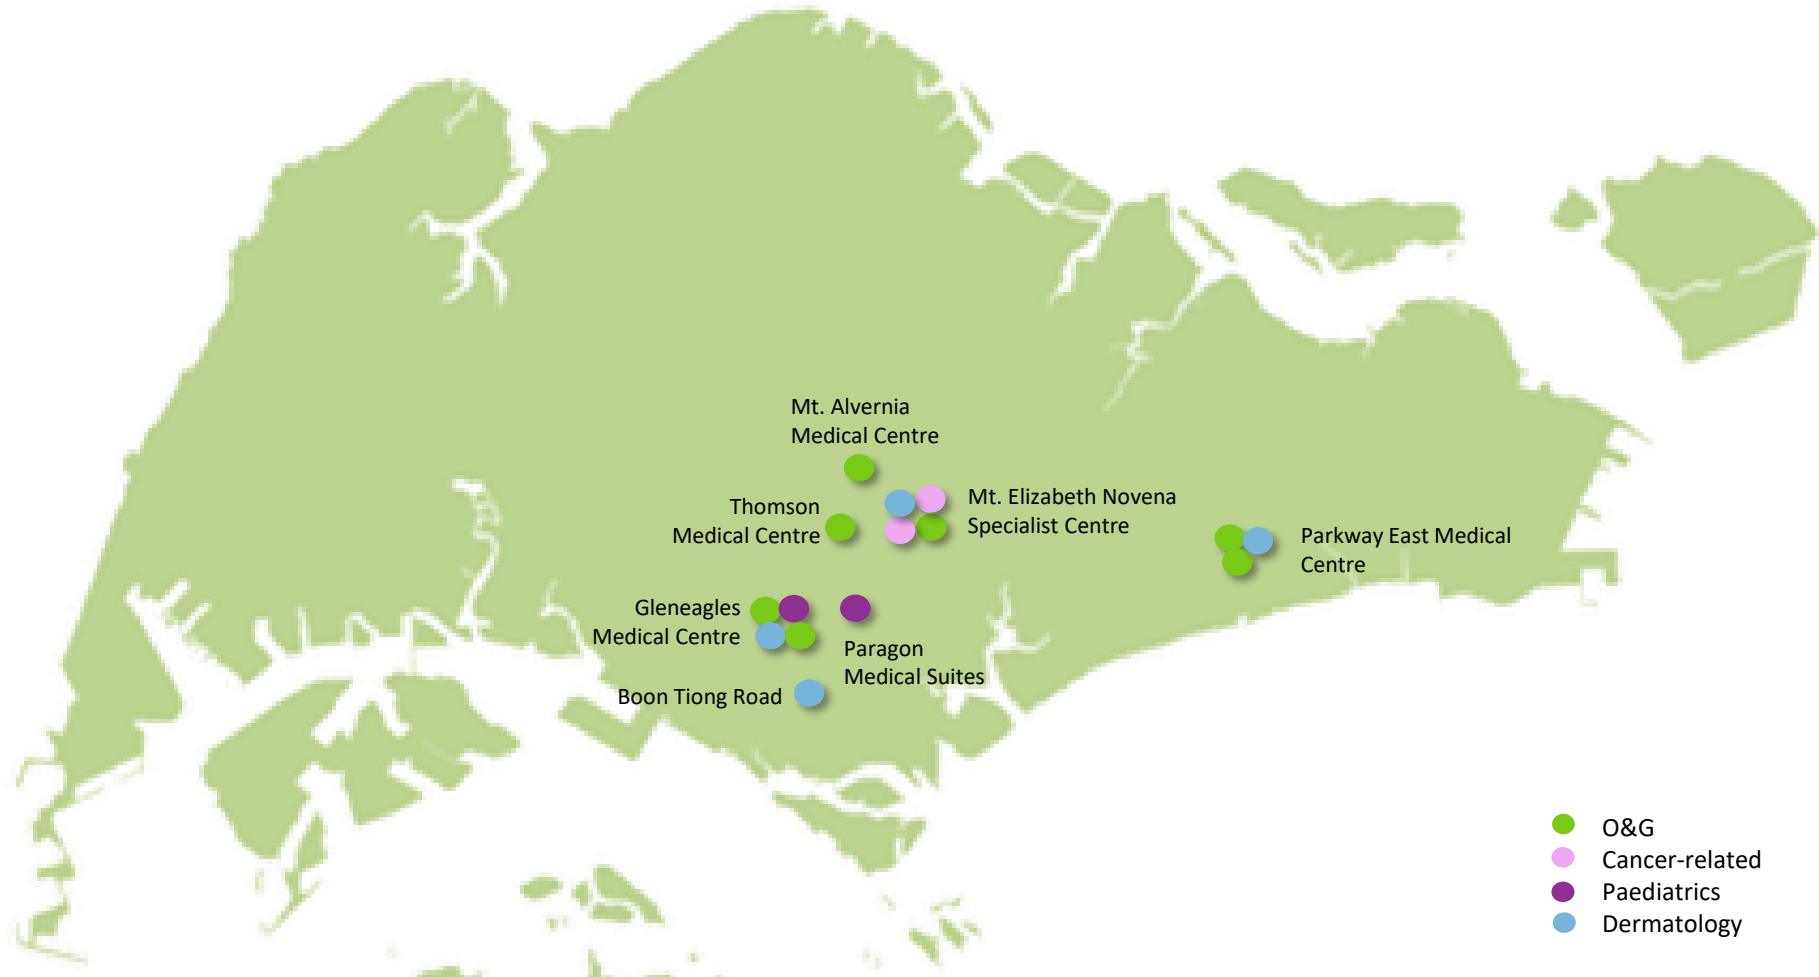 Mt. Alvernia
Medical Centre
Thomson
Medical Centre
Mt. Elizabeth Novena
Specialist Centre
Parkway East Medical
Centre
Gleneagles
Medical Centre
Paragon
Medical Suites
Boon Tiong Road
O&G
Cancer-related
Paediatrics
Dermatology